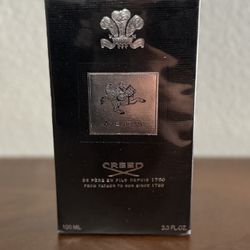 CREED
DE PÈRE EN FILS DEPUIS 1760
FROM FATHER TO SON SINCE 1760
100 ML 3.3 FL.OZ.